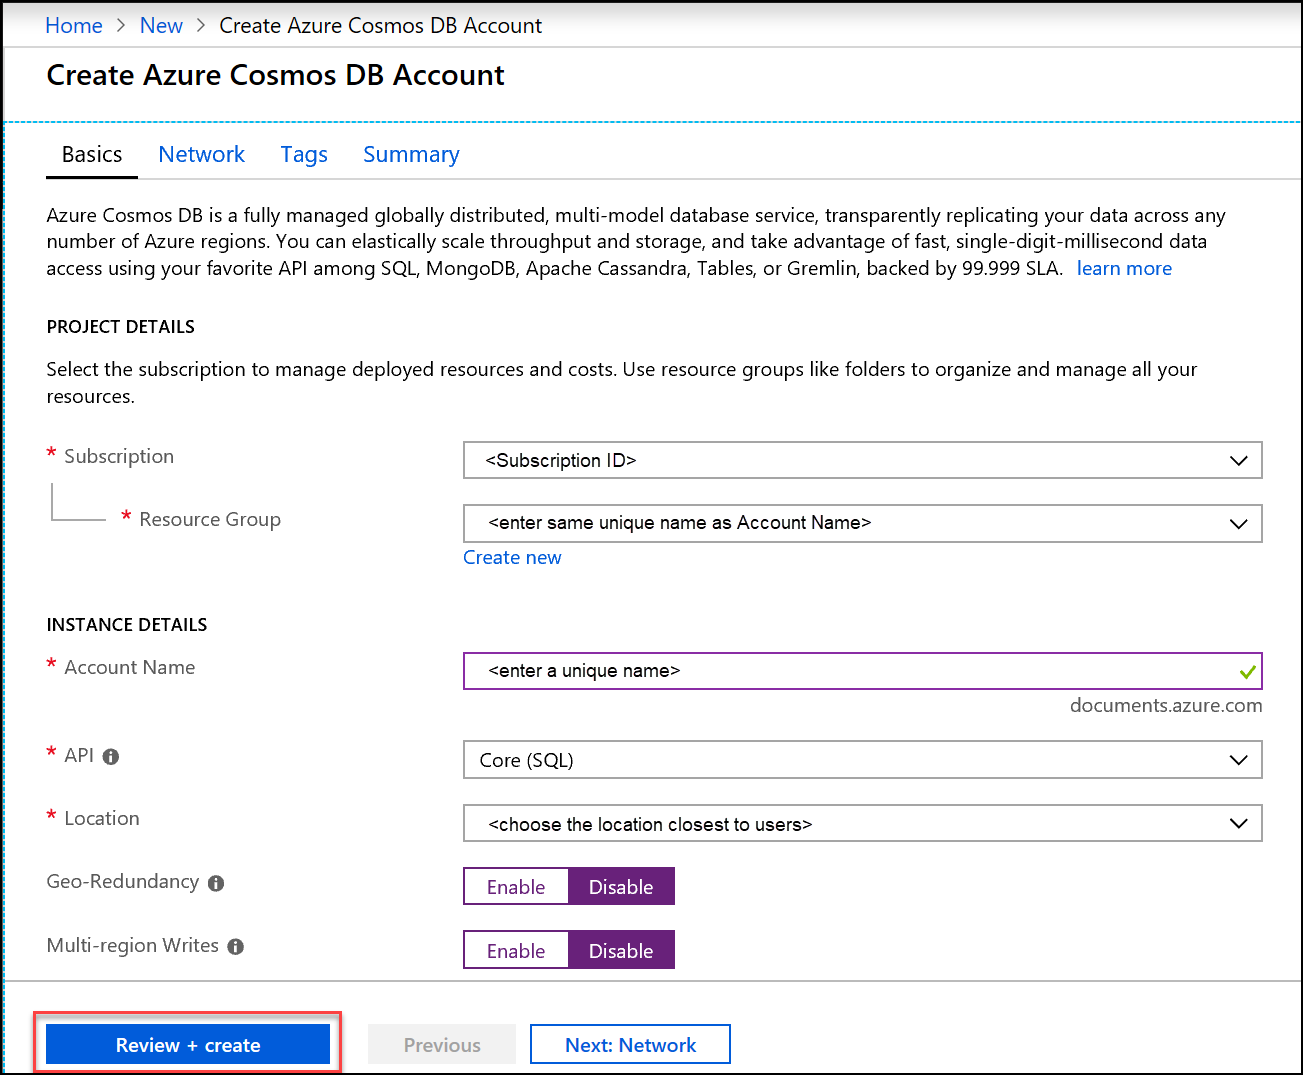 Home > New > Create Azure Cosmos DB Account
Create Azure Cosmos DB Account
Basics Network Tags Summary
Azure Cosmos DB is a fully managed globally distributed, multi-model database service, transparently replicating your data across any
number of Azure regions. You can elastically scale throughput and storage, and take advantage of fast, single-digit-millisecond data
access using your favorite API among SQL, MongoDB, Apache Cassandra, Tables, or Gremlin, backed by 99.999 SLA. learn more
PROJECT DETAILS
Select the subscription to manage deployed resources and costs. Use resource groups like folders to organize and manage all your
resources.
* Subscription <Subscription ID>
* Resource Group <enter same unique name as Account Name>
Create new
INSTANCE DETAILS
* Account Name <enter a unique name>
documents.azure.com
* API Core (SQL)
* Location <choose the location closest to users>
Geo-Redundancy Enable Disable
Multi-region Writes Enable Disable
Review + create Previous Next: Network